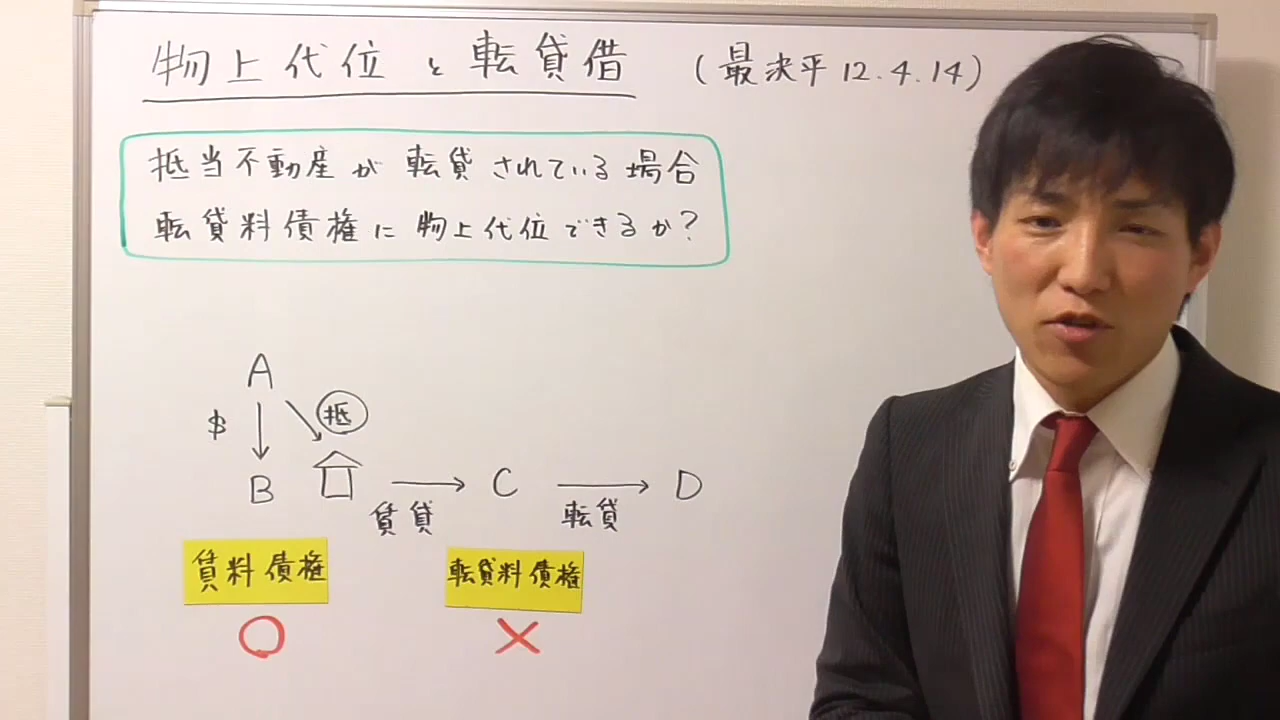 物上代位と転貸借 (最決平12.4.14)
抵当不動産が転貸されている場合
転貸料債権に物上代位できるか?
A
$ 抵
B C D
賃貸 転貸
賃料債権 転貸料債権
○ ×